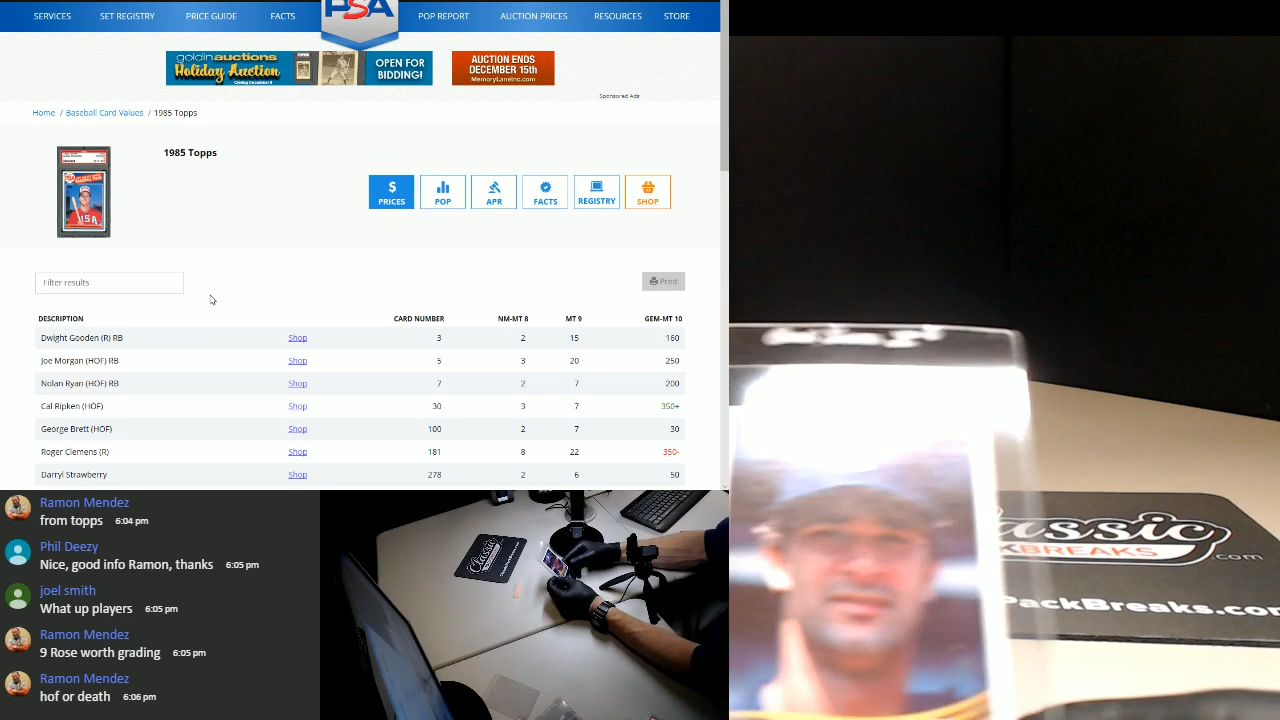 SERVICES SET REGISTRY PRICE GUIDE FACTS PSA POP REPORT AUCTION PRICES RESOURCES STORE
goldinauctions
Holiday Auction
OPEN FOR
BIDDING!
AUCTION ENDS
DECEMBER 15th
MemoryLaneInc.com
Sponsored Ads
Home / Baseball Card Values / 1985 Topps
1985 Topps
USA
$ PRICES POP APR FACTS REGISTRY SHOP
Filter results
Print
DESCRIPTION CARD NUMBER NM-MT 8 MT 9 GEM-MT 10
Dwight Gooden (R) RB Shop 3 2 15 160
Joe Morgan (HOF) RB Shop 5 3 20 250
Nolan Ryan (HOF) RB Shop 7 2 7 200
Cal Ripken (HOF) Shop 30 3 7 350+
George Brett (HOF) Shop 100 2 7 30
Roger Clemens (R) Shop 181 8 22 350-
Darryl Strawberry Shop 278 2 6 50
Ramon Mendez
from topps 6:04 pm
Phil Deezy
Nice, good info Ramon, thanks 6:05 pm
joel smith
What up players 6:05 pm
Ramon Mendez
9 Rose worth grading 6:05 pm
Ramon Mendez
hof or death 6:06 pm
Classic
Classic
KBREAKS.com
PackBreaks.com